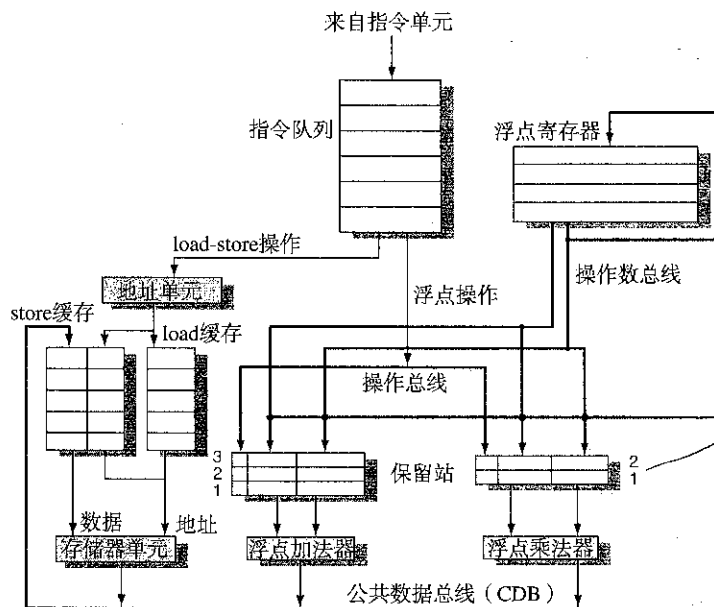 来自指令单元
指令队列
浮点寄存器
load-store操作
地址单元
浮点操作
操作数总线
store缓存
load缓存
操作总线
3
2
1
保留站
2
1
数据
地址
存储器单元
浮点加法器
浮点乘法器
公共数据总线（CDB）